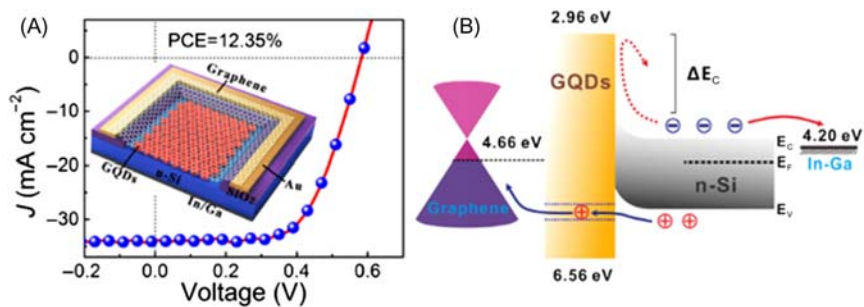 (A)
PCE=12.35%
0
−10
−20
−30
J (mA cm⁻²)
−0.2 0.0 0.2 0.4 0.6
Voltage (V)
Graphene
GQDs
n-Si
In/Ga
SiO₂
Au
(B)
2.96 eV
GQDs
ΔE_C
4.66 eV
4.20 eV
E_C
E_F
In-Ga
n-Si
Graphene
E_V
6.56 eV